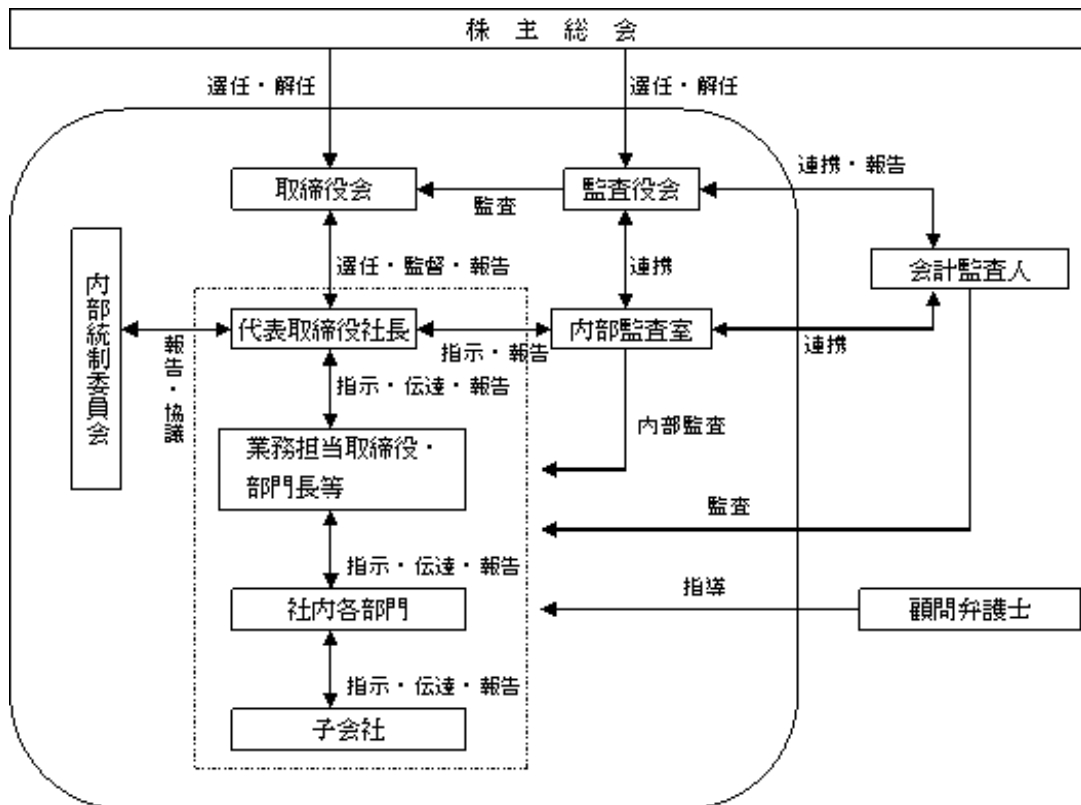 株主総会
選任・解任
選任・解任
連携・報告
取締役会
監査役会
監査
会計監査人
選任・監督・報告
連携
内部統制委員会
代表取締役社長
内部監査室
報告・協議
指示・報告
連携
指示・伝達・報告
内部監査
業務担当取締役・
部門長等
監査
指示・伝達・報告
指導
社内各部門
顧問弁護士
指示・伝達・報告
子会社